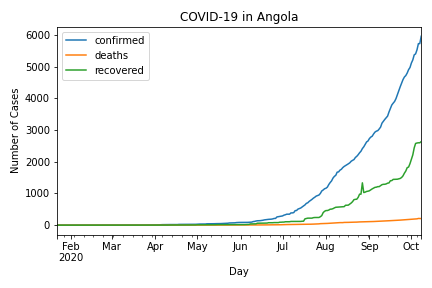 COVID-19 in Angola
confirmed
deaths
recovered
Number of Cases
6000
5000
4000
3000
2000
1000
0
Feb Mar Apr May Jun Jul Aug Sep Oct
2020
Day